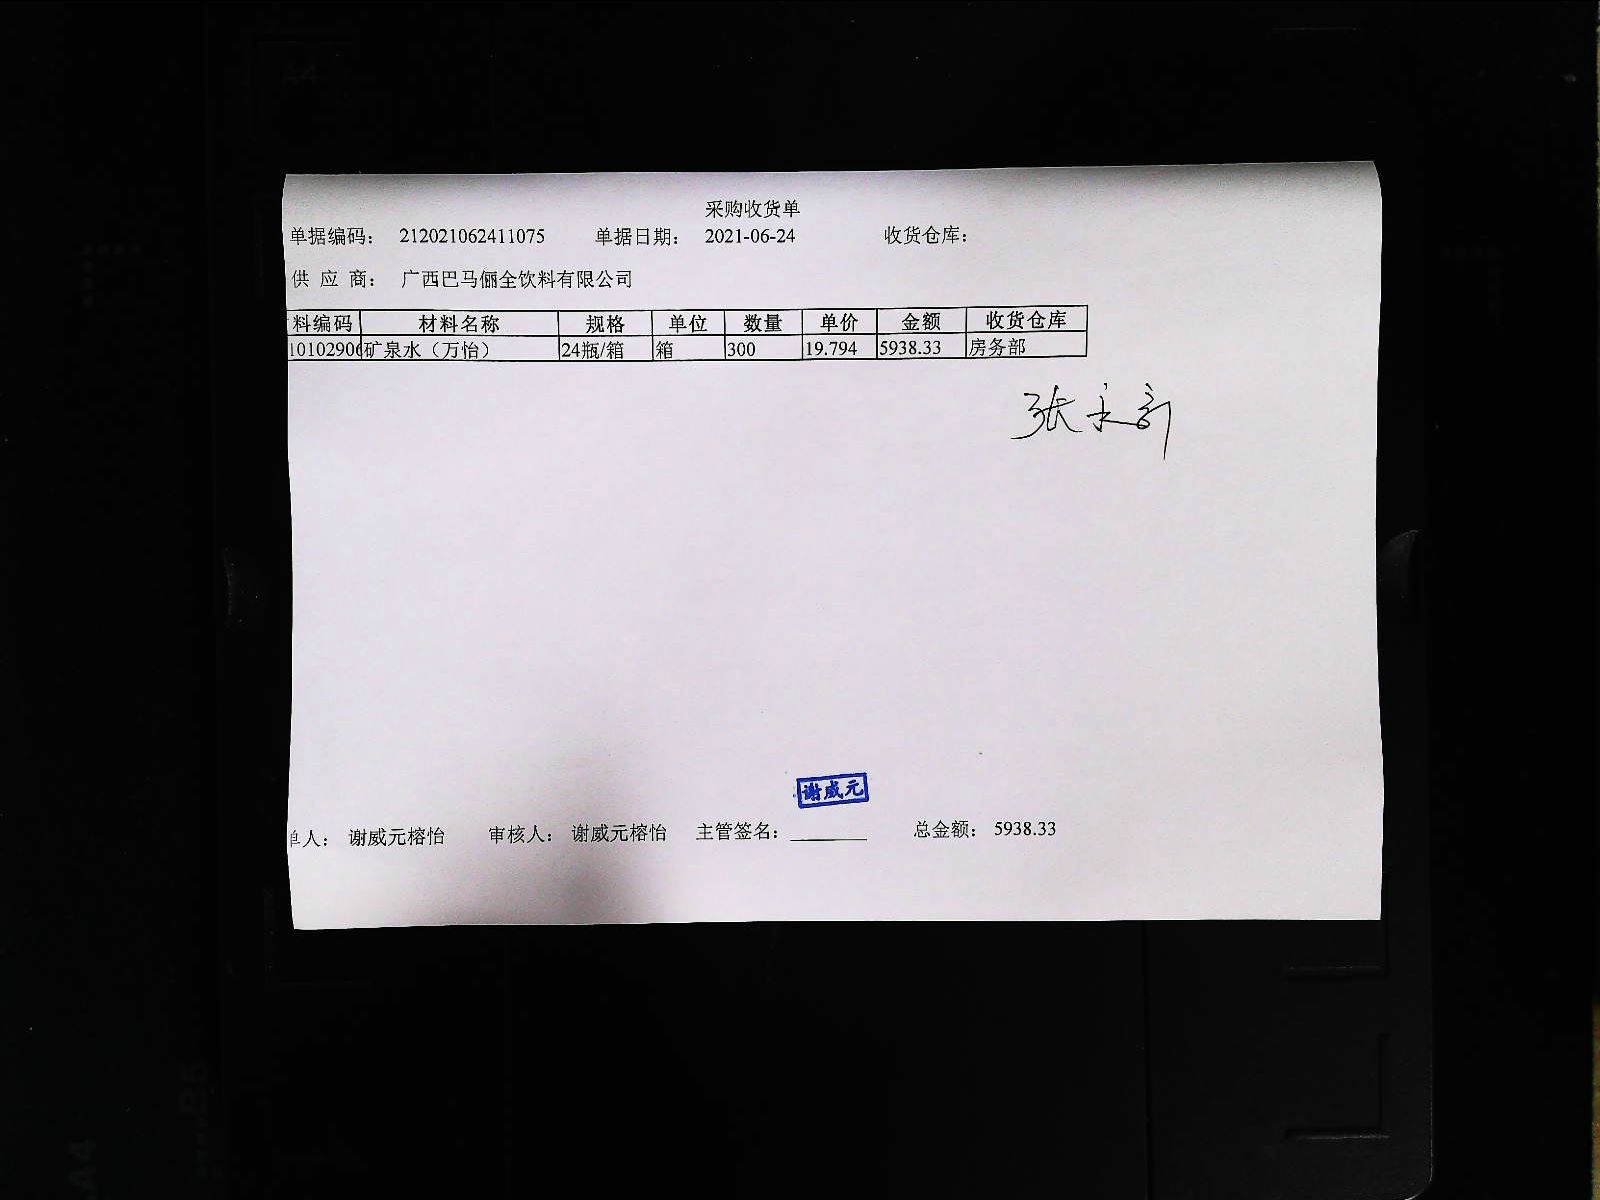 采购收货单
单据编码： 212021062411075 单据日期： 2021-06-24 收货仓库：
供 应 商： 广西巴马俪全饮料有限公司
料编码 材料名称 规格 单位 数量 单价 金额 收货仓库
1010290 矿泉水（万怡） 24瓶/箱 箱 300 19.794 5938.33 房务部
谢威元
单人： 谢威元榕怡 审核人： 谢威元榕怡 主管签名： 总金额： 5938.33
A4
B5
A4